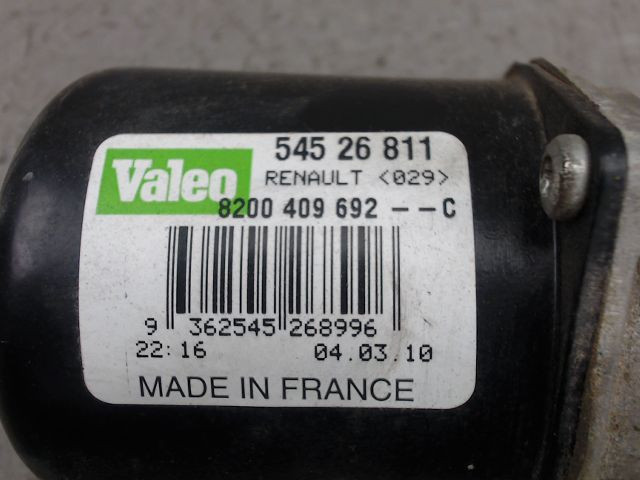 Valeo
545 26 811
RENAULT <029>
8200 409 692 --C
9 362545 268996
22:16 04.03.10
MADE IN FRANCE